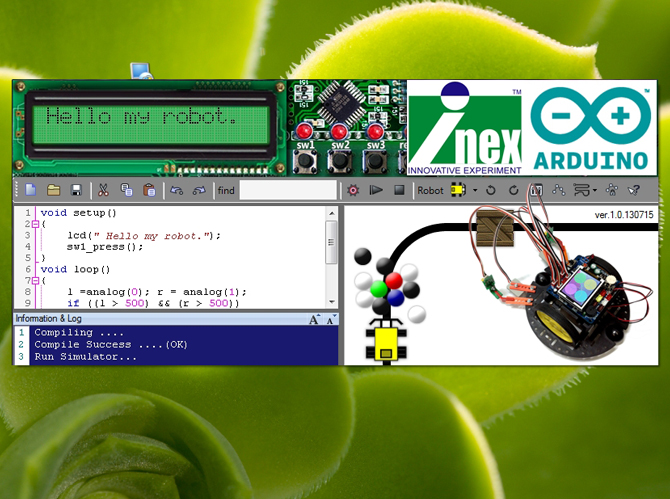 Hello my robot.
sw1 sw2 sw3
TM
inex
INNOVATIVE EXPERIMENT
ARDUINO
find
Robot
ver.1.0.130715
1 void setup()
2 {
3 lcd(" Hello my robot.");
4 sw1_press();
5 }
6 void loop()
7 {
8 l =analog(0); r = analog(1);
9 if ((l > 500) && (r > 500))
Information & Log
A A
1 Compiling ....
2 Compile Success ....(OK)
3 Run Simulator...